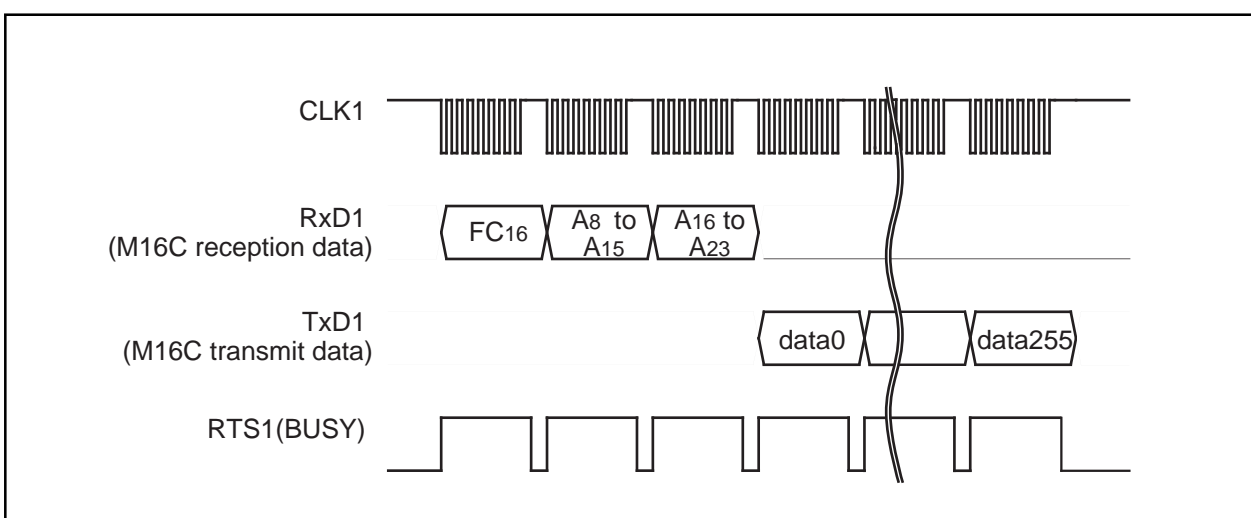 CLK1
RxD1
(M16C reception data)
FC16
A8 to
A15
A16 to
A23
TxD1
(M16C transmit data)
data0
data255
RTS1(BUSY)